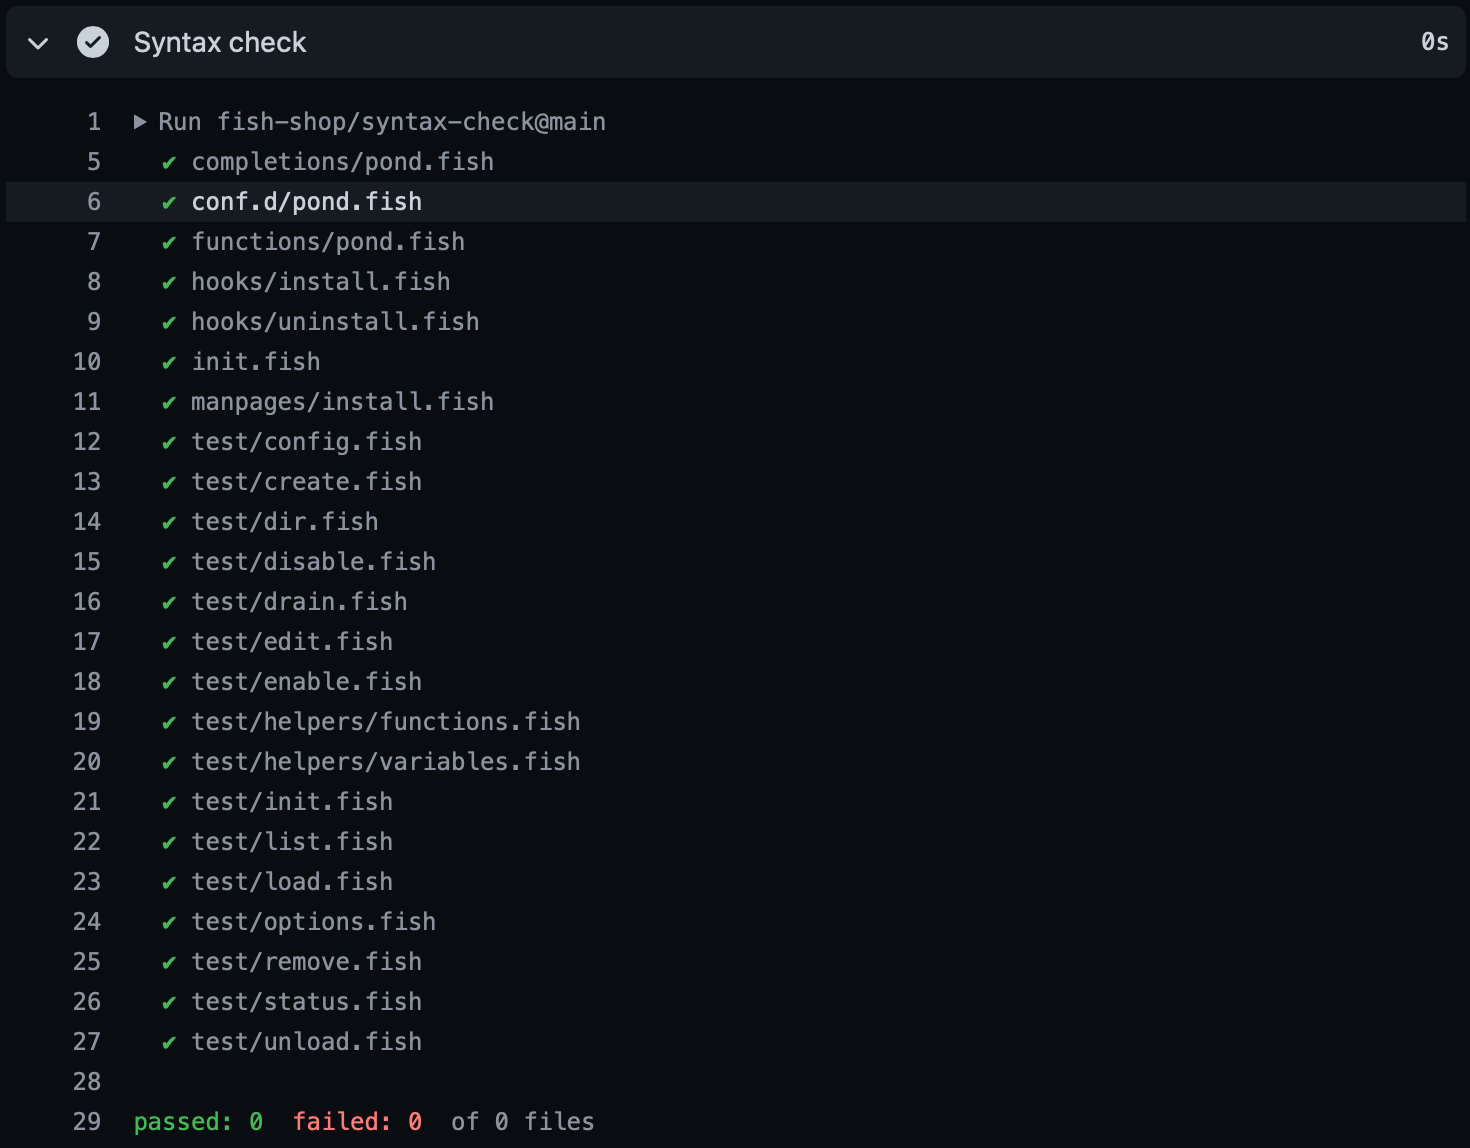 Syntax check 0s
1 ▶ Run fish-shop/syntax-check@main
5 ✔ completions/pond.fish
6 ✔ conf.d/pond.fish
7 ✔ functions/pond.fish
8 ✔ hooks/install.fish
9 ✔ hooks/uninstall.fish
10 ✔ init.fish
11 ✔ manpages/install.fish
12 ✔ test/config.fish
13 ✔ test/create.fish
14 ✔ test/dir.fish
15 ✔ test/disable.fish
16 ✔ test/drain.fish
17 ✔ test/edit.fish
18 ✔ test/enable.fish
19 ✔ test/helpers/functions.fish
20 ✔ test/helpers/variables.fish
21 ✔ test/init.fish
22 ✔ test/list.fish
23 ✔ test/load.fish
24 ✔ test/options.fish
25 ✔ test/remove.fish
26 ✔ test/status.fish
27 ✔ test/unload.fish
28
29 passed: 0 failed: 0 of 0 files